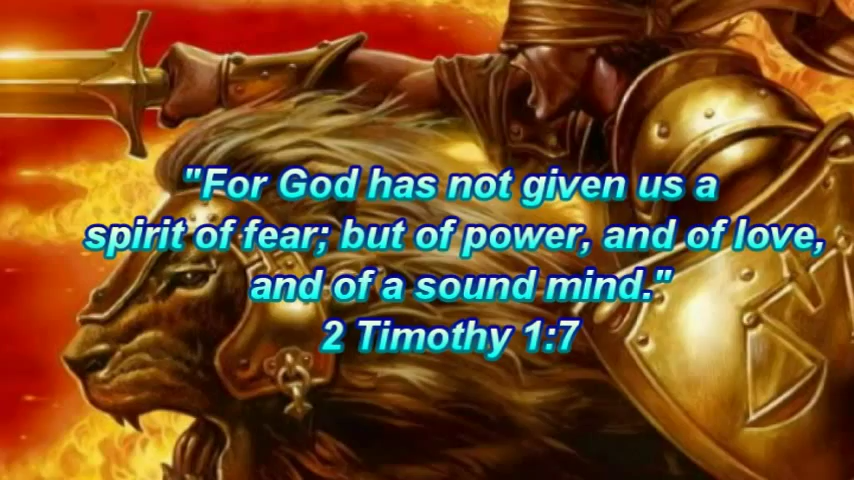 "For God has not given us a
spirit of fear; but of power, and of love,
and of a sound mind."
2 Timothy 1:7